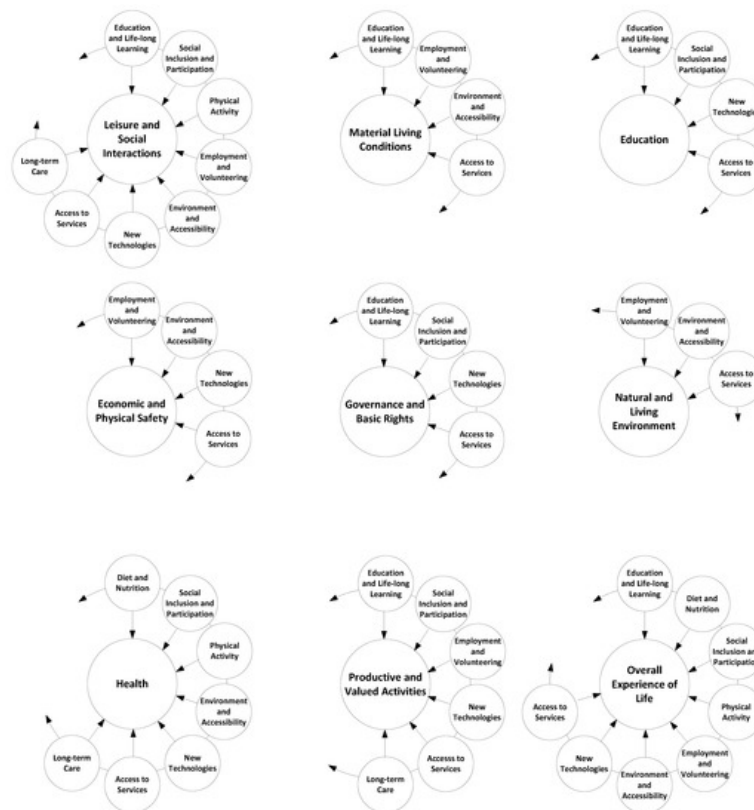 Education
and Life-long
Learning
Social
Inclusion and
Participation
Physical
Activity
Employment
and
Volunteering
Environment
and
Accessibility
New
Technologies
Access to
Services
Long-term
Care
Leisure and
Social
Interactions
Education
and Life-long
Learning
Employment
and
Volunteering
Environment
and
Accessibility
Access to
Services
Material Living
Conditions
Education
and Life-long
Learning
Social
Inclusion and
Participation
New
Technologie
Access to
Services
Education
Employment
and
Volunteering
Environment
and
Accessibility
New
Technologies
Access to
Services
Economic and
Physical Safety
Education
and Life-long
Learning
Social
Inclusion and
Participation
New
Technologies
Access to
Services
Governance and
Basic Rights
Employment
and
Volunteering
Environment
and
Accessibility
Access to
Services
Natural and
Living
Environment
Diet and
Nutrition
Social
Inclusion and
Participation
Physical
Activity
Environment
and
Accessibility
New
Technologies
Access to
Services
Long-term
Care
Health
Education
and Life-long
Learning
Social
Inclusion and
Participation
Employment
and
Volunteering
New
Technologies
Accesss to
Services
Long-term
Care
Productive and
Valued Activities
Education
and Life-long
Learning
Diet and
Nutrition
Social
Inclusion and
Participation
Physical
Activity
Employment
and
Volunteering
Environment
and
Accessibility
New
Technologies
Access to
Services
Overall
Experience of
Life